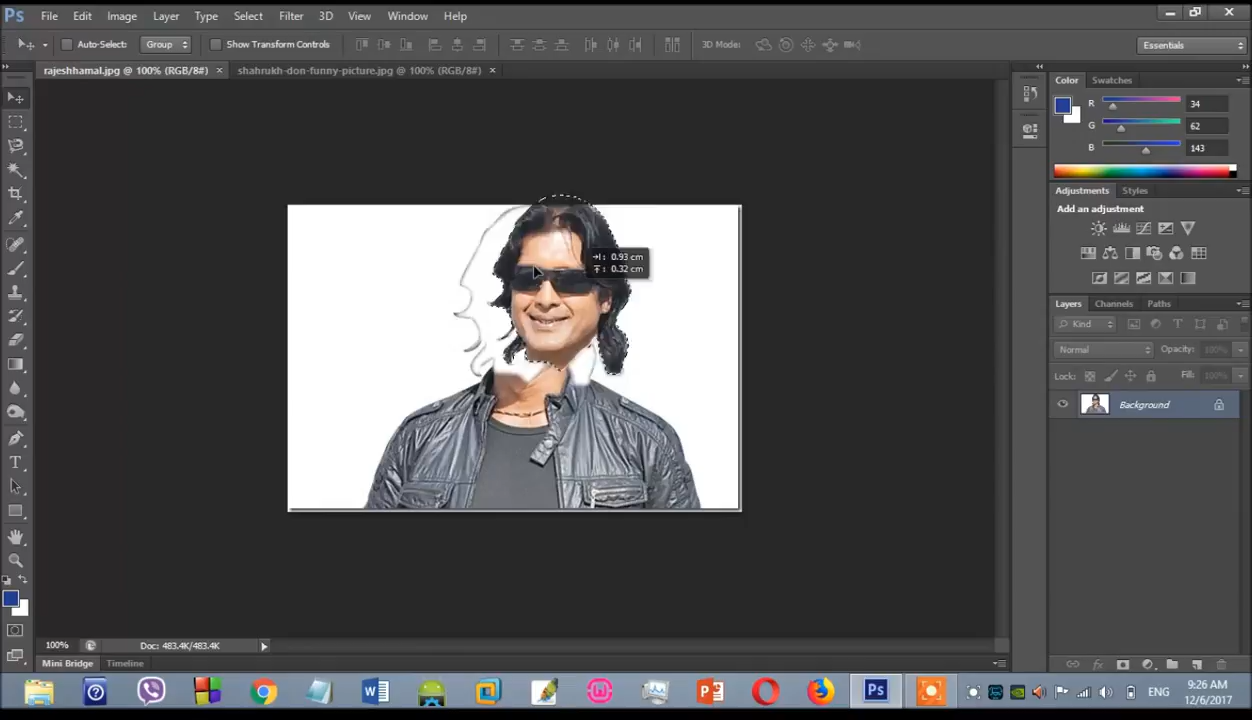 Ps File Edit Image Layer Type Select Filter 3D View Window Help
Auto-Select: Group Show Transform Controls 3D Mode: Essentials
rajeshhamal.jpg @ 100% (RGB/8#) × shahrukh-don-funny-picture.jpg @ 100% (RGB/8#) ×
Color Swatches
R 34
G 62
B 143
Adjustments Styles
Add an adjustment
: 0.93 cm
: 0.32 cm
Layers Channels Paths
Kind
Normal Opacity: 100%
Lock: Fill: 100%
Background
T
100% Doc: 483.4K/483.4K
Mini Bridge Timeline
ENG 9:26 AM
12/6/2017